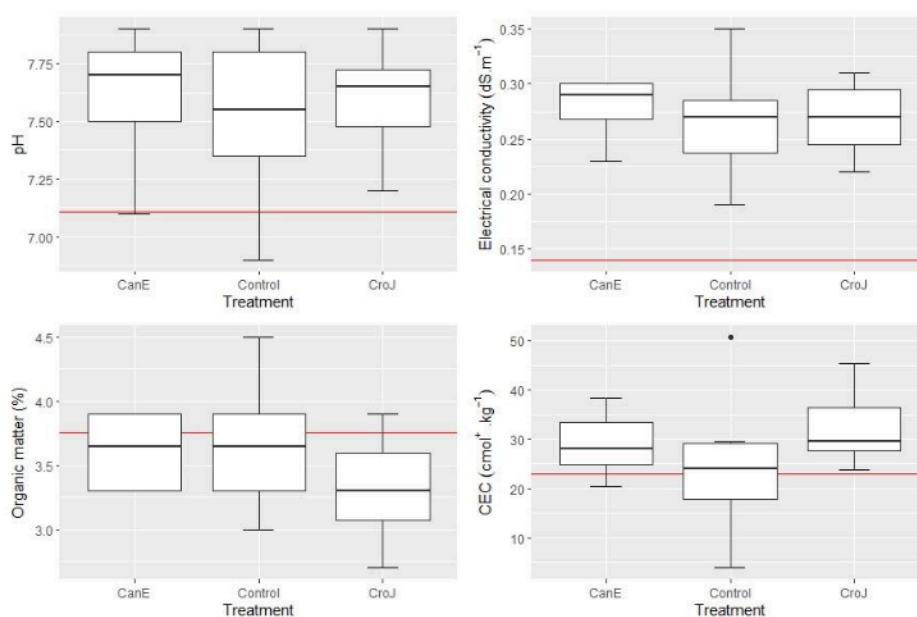 pH
7.75
7.50
7.25
7.00
CanE Control CroJ
Treatment
Electrical conductivity (dS.m⁻¹)
0.35
0.30
0.25
0.20
0.15
CanE Control CroJ
Treatment
Organic matter (%)
4.5
4.0
3.5
3.0
CanE Control CroJ
Treatment
CEC (cmol⁺ .kg⁻¹)
50
40
30
20
10
CanE Control CroJ
Treatment